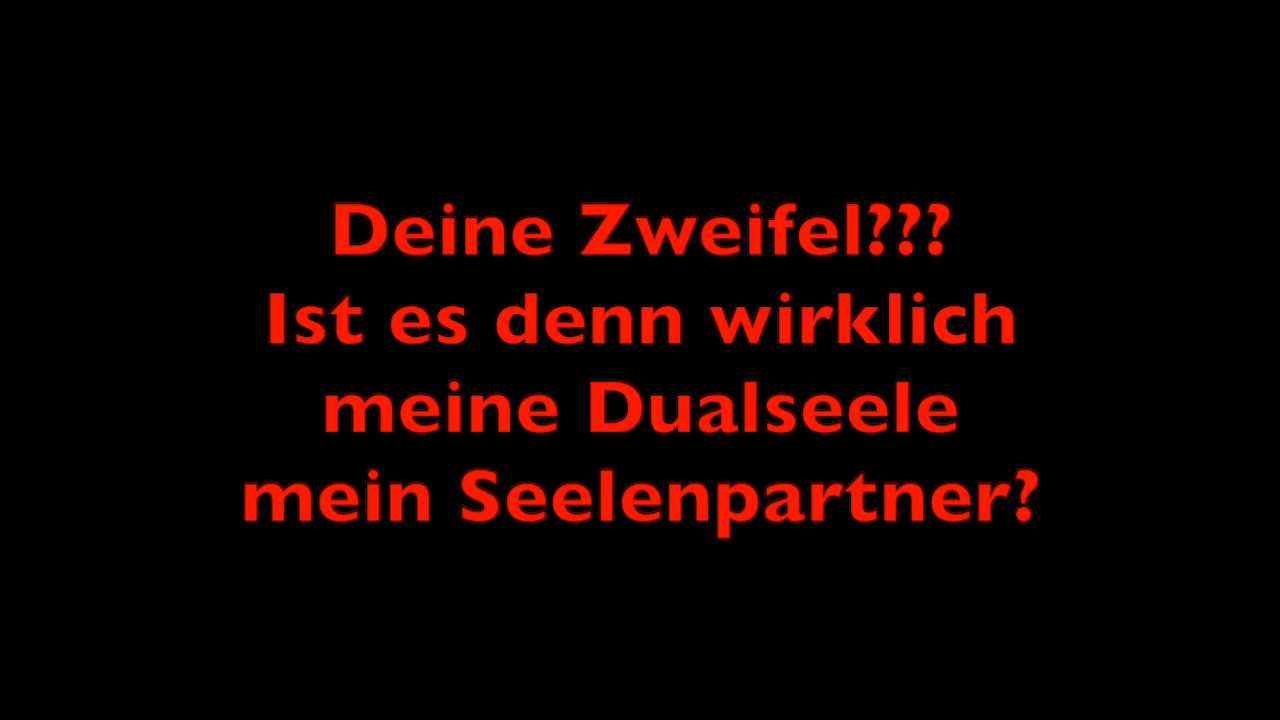 Deine Zweifel???
Ist es denn wirklich
meine Dualseele
mein Seelenpartner?